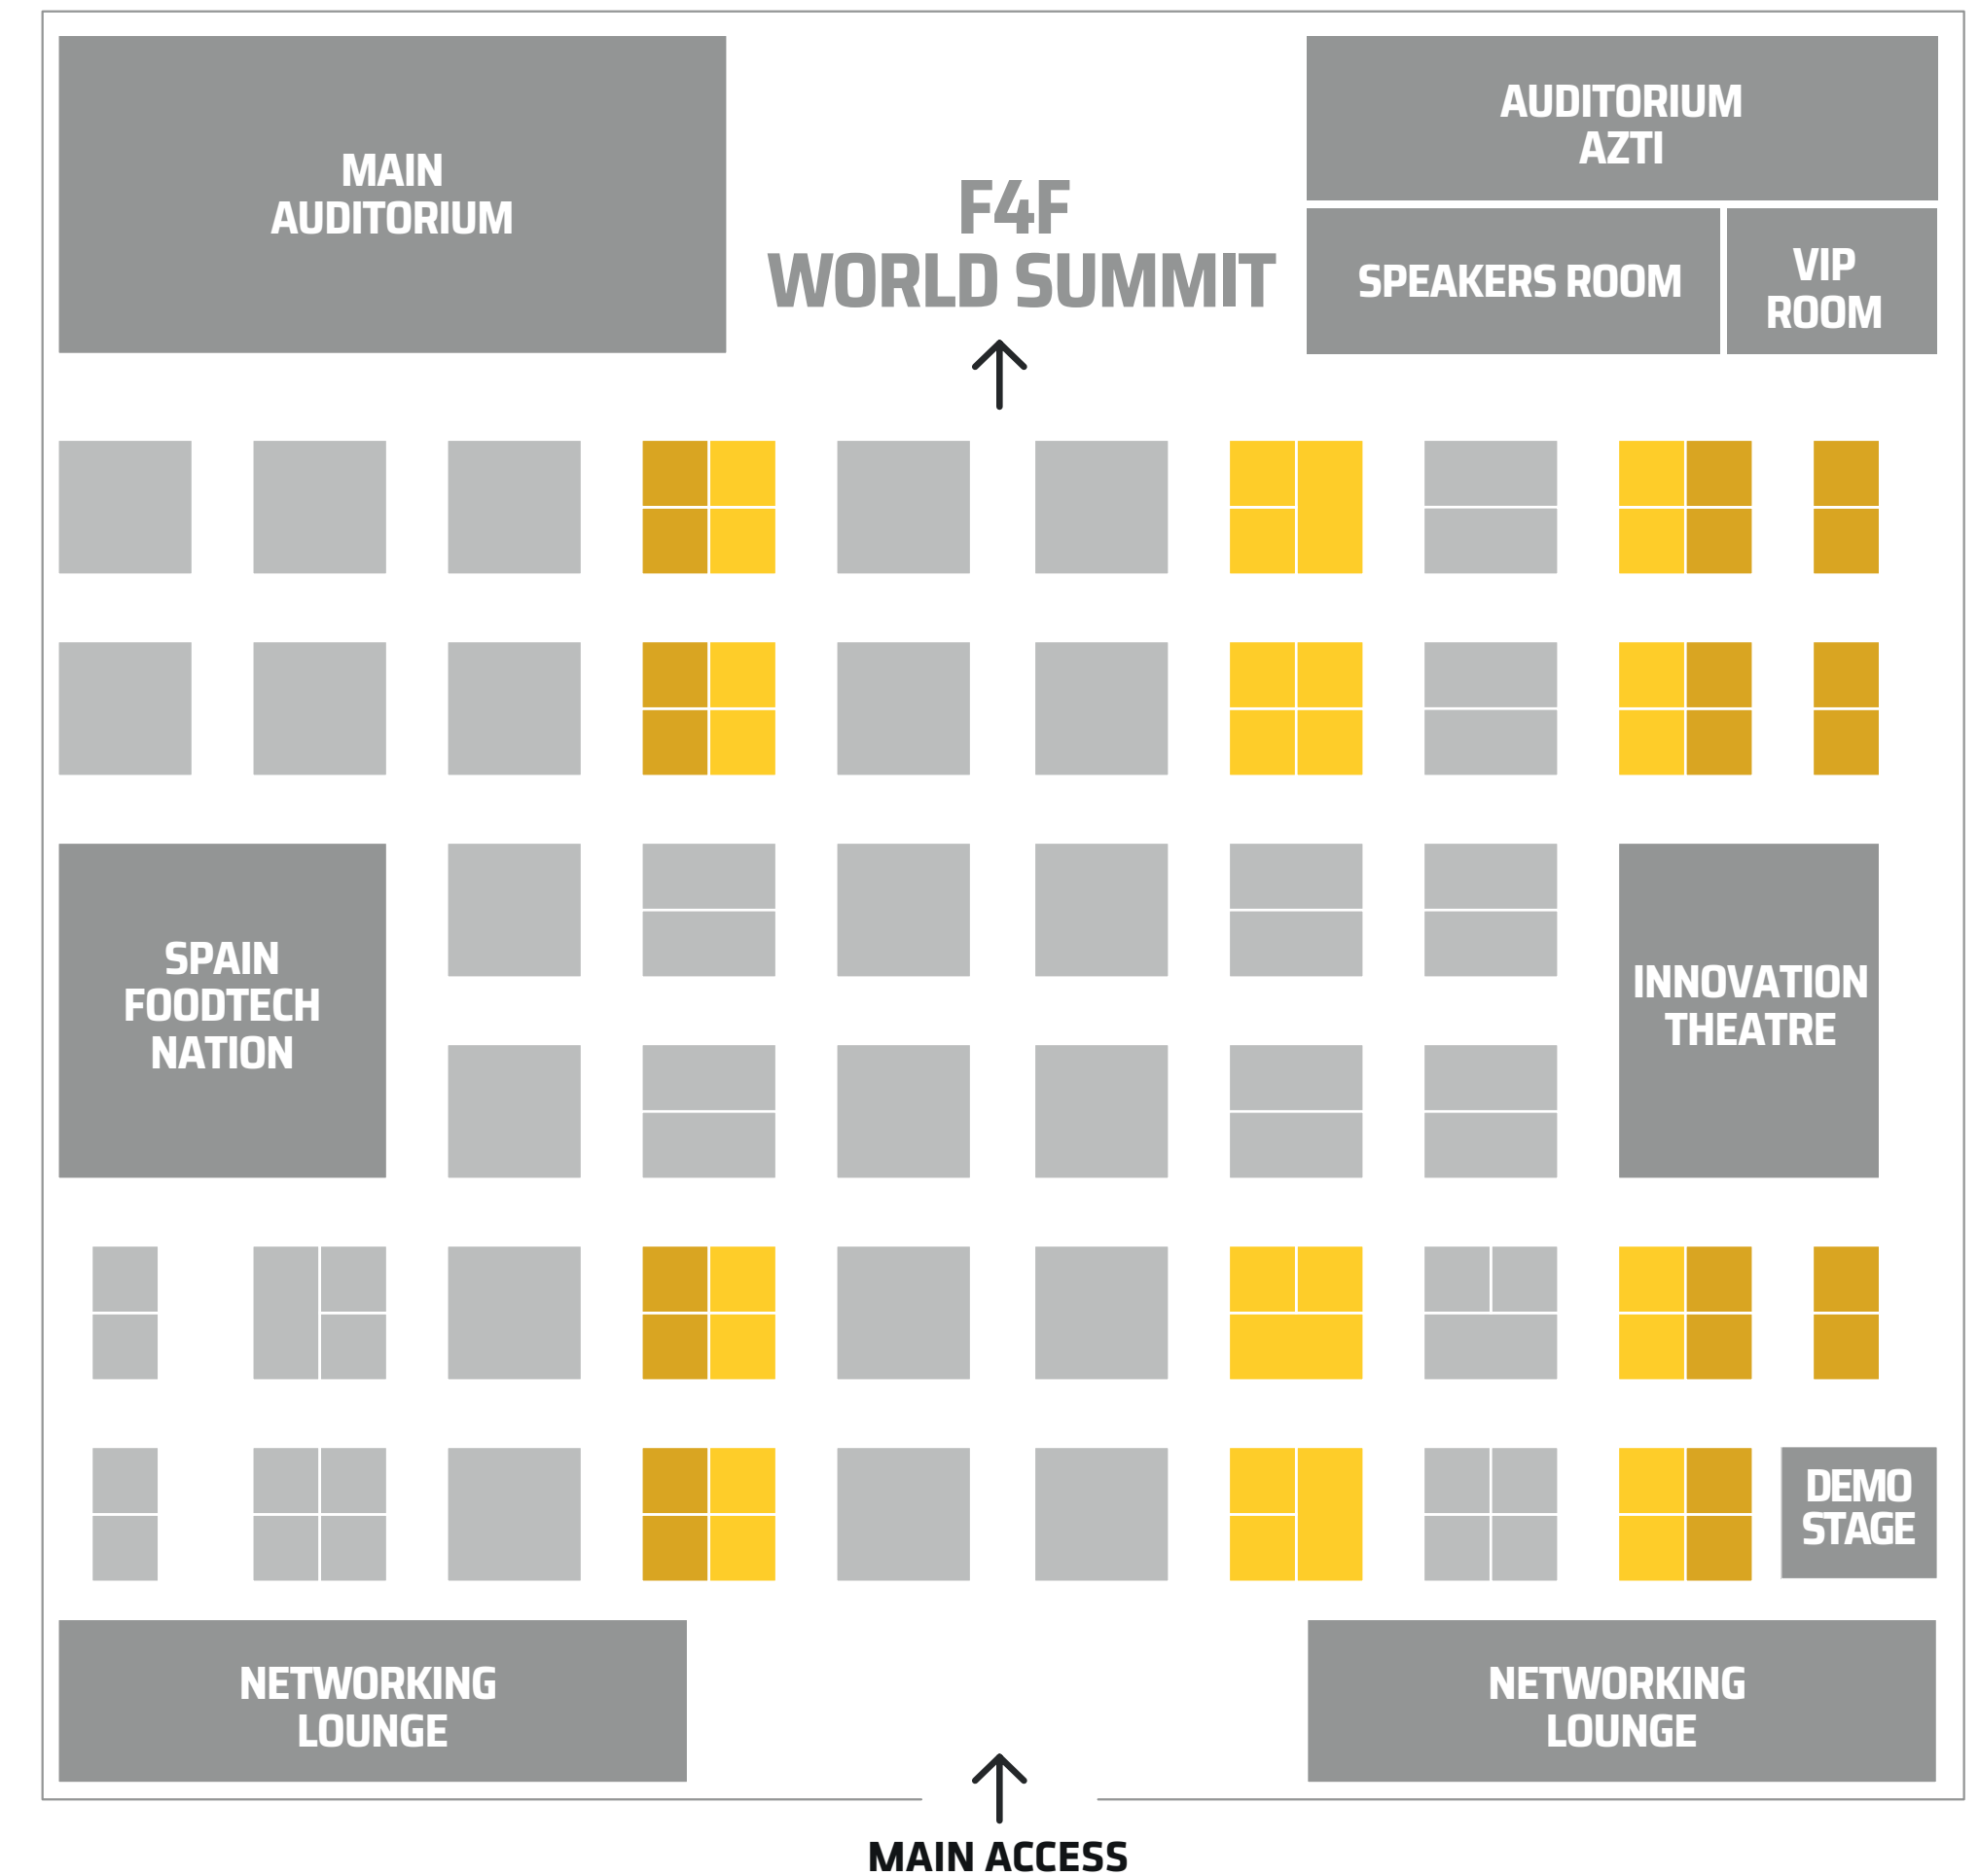 MAIN
AUDITORIUM
F4F
WORLD SUMMIT
AUDITORIUM
AZTI
SPEAKERS ROOM
VIP
ROOM
SPAIN
FOODTECH
NATION
INNOVATION
THEATRE
DEMO
STAGE
NETWORKING
LOUNGE
NETWORKING
LOUNGE
MAIN ACCESS